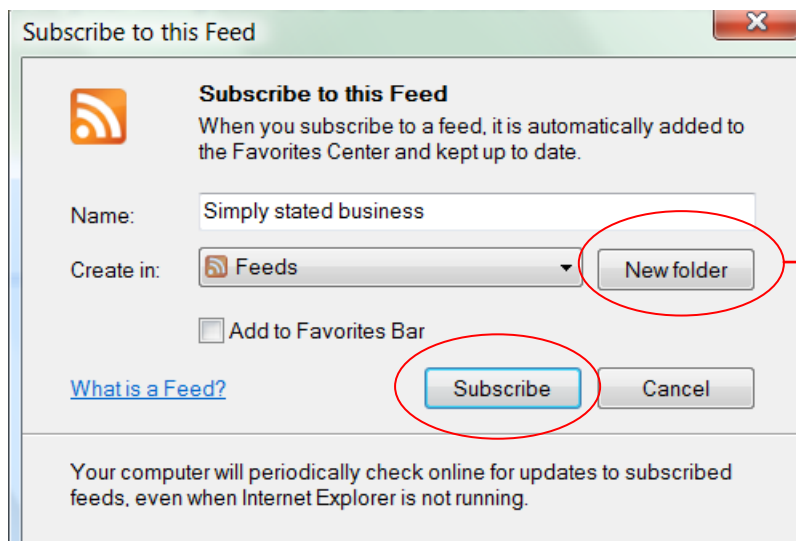 Subscribe to this Feed
Subscribe to this Feed
When you subscribe to a feed, it is automatically added to
the Favorites Center and kept up to date.
Name: Simply stated business
Create in: Feeds New folder
Add to Favorites Bar
What is a Feed? Subscribe Cancel
Your computer will periodically check online for updates to subscribed
feeds, even when Internet Explorer is not running.